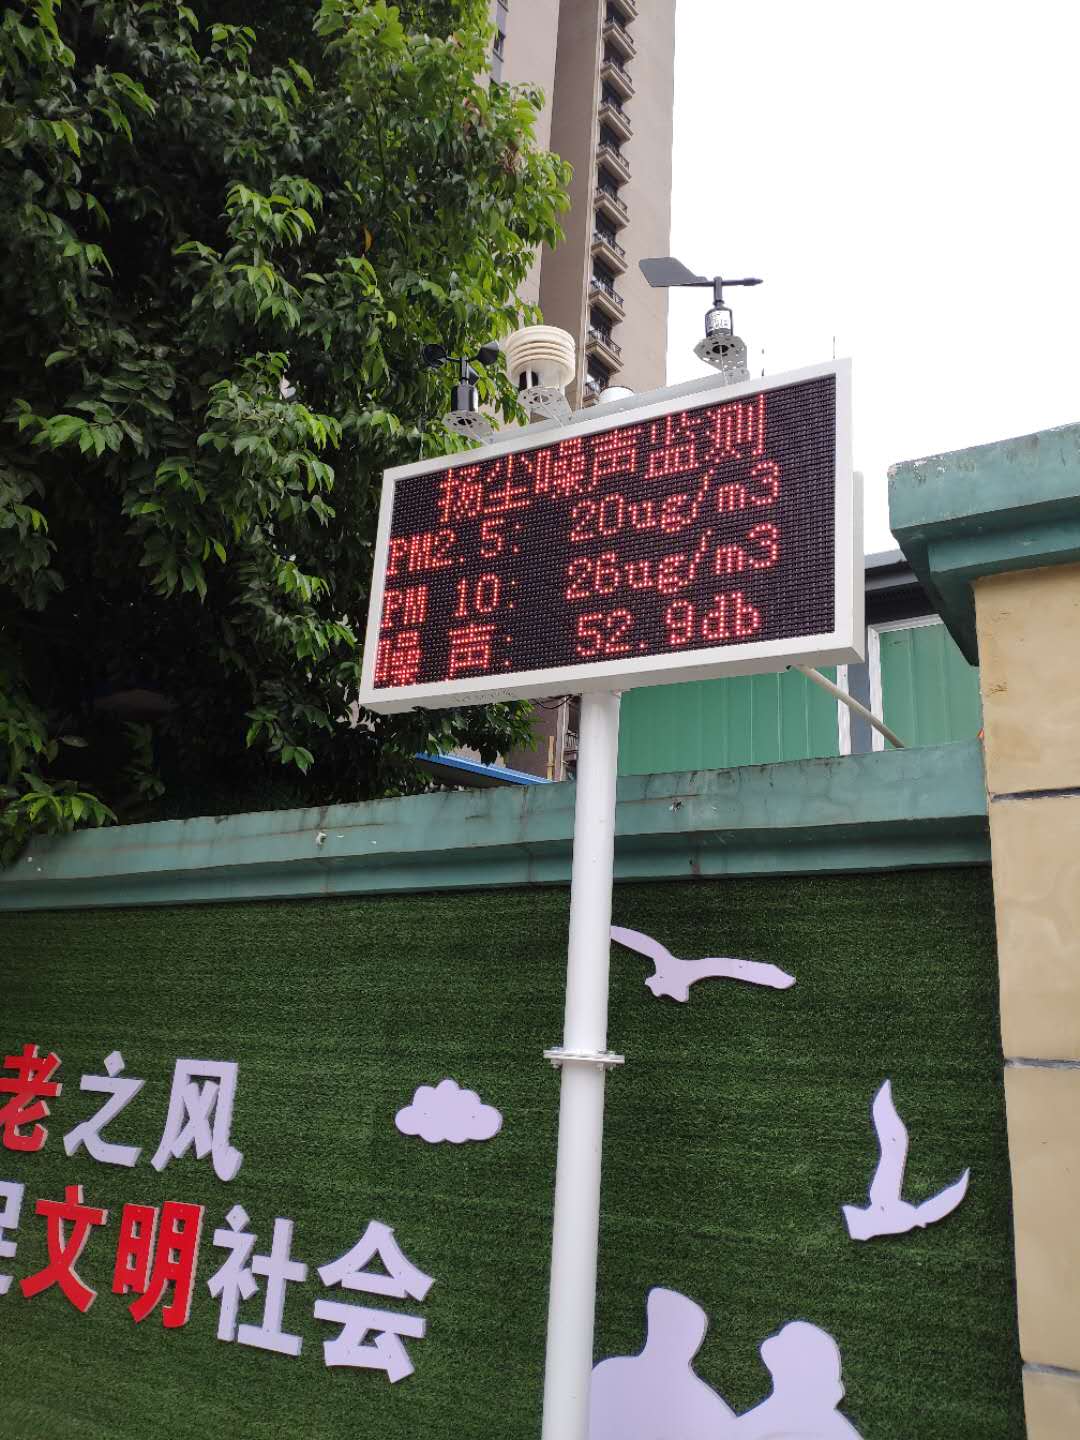 扬尘噪声监测
PM2.5: 20ug/m3
PM 10: 26ug/m3
噪 声: 52.9db
老之风
文明社会